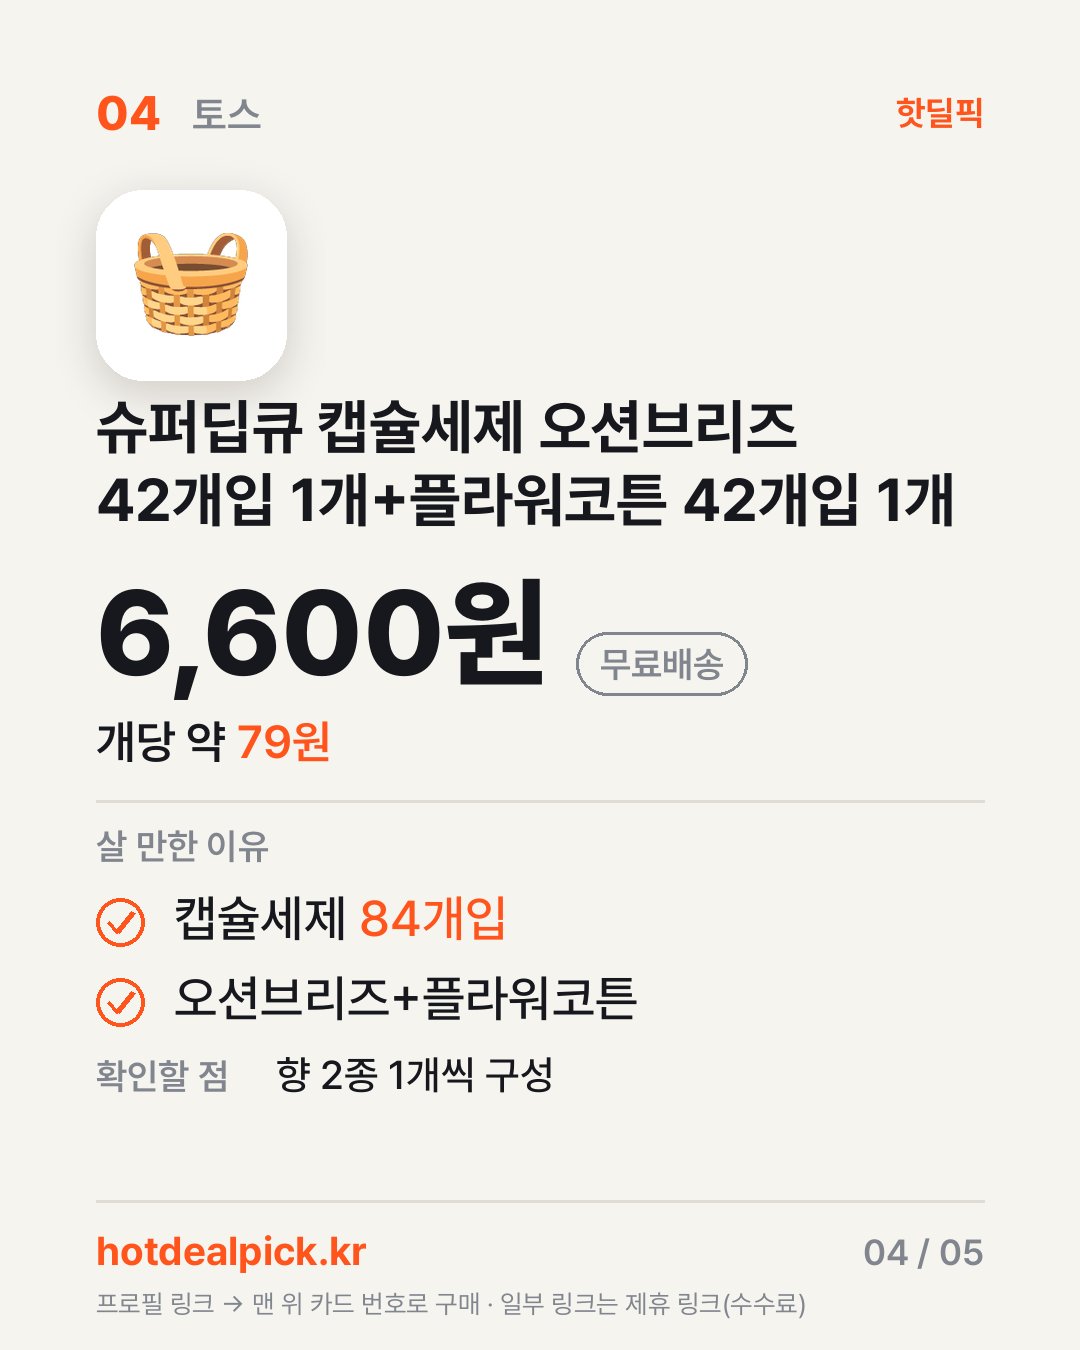 04 토스
핫딜픽
슈퍼딥큐 캡슐세제 오션브리즈
42개입 1개+플라워코튼 42개입 1개
6,600원 무료배송
개당 약 79원
살 만한 이유
캡슐세제 84개입
오션브리즈+플라워코튼
확인할 점 향 2종 1개씩 구성
hotdealpick.kr
04 / 05
프로필 링크 → 맨 위 카드 번호로 구매 · 일부 링크는 제휴 링크(수수료)